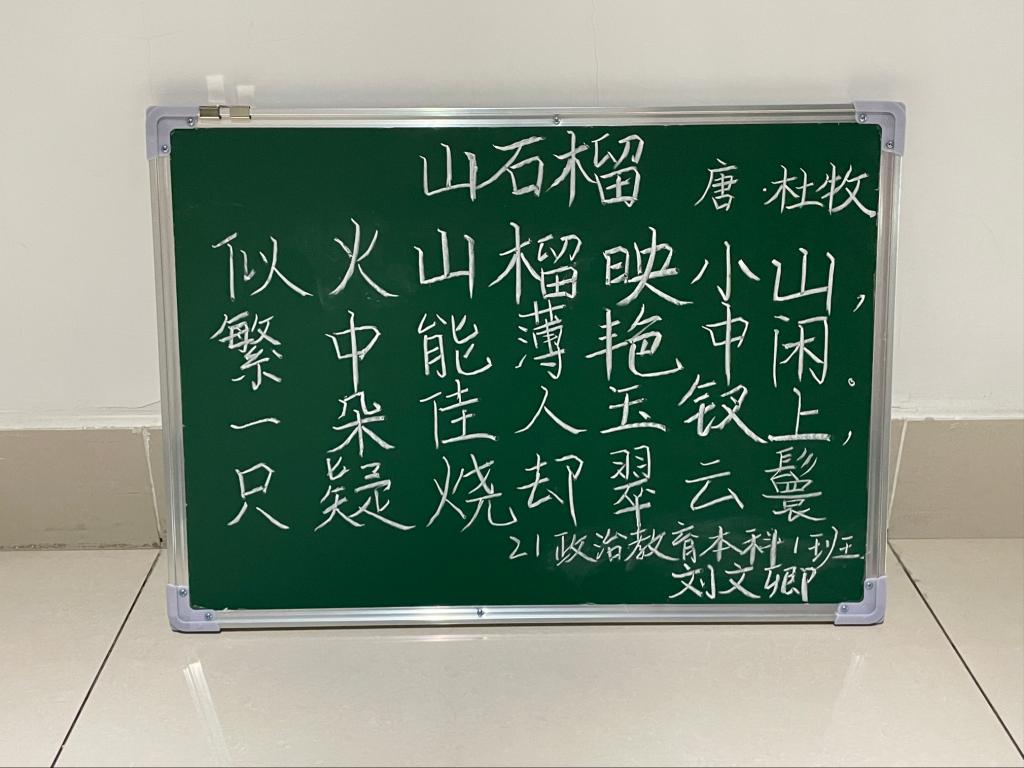 山石榴 唐·杜牧
似火山榴映小山，
繁中能薄艳中闲。
一朵佳人玉钗上，
只疑烧却翠云鬟
21政治教育本科1班
刘文卿